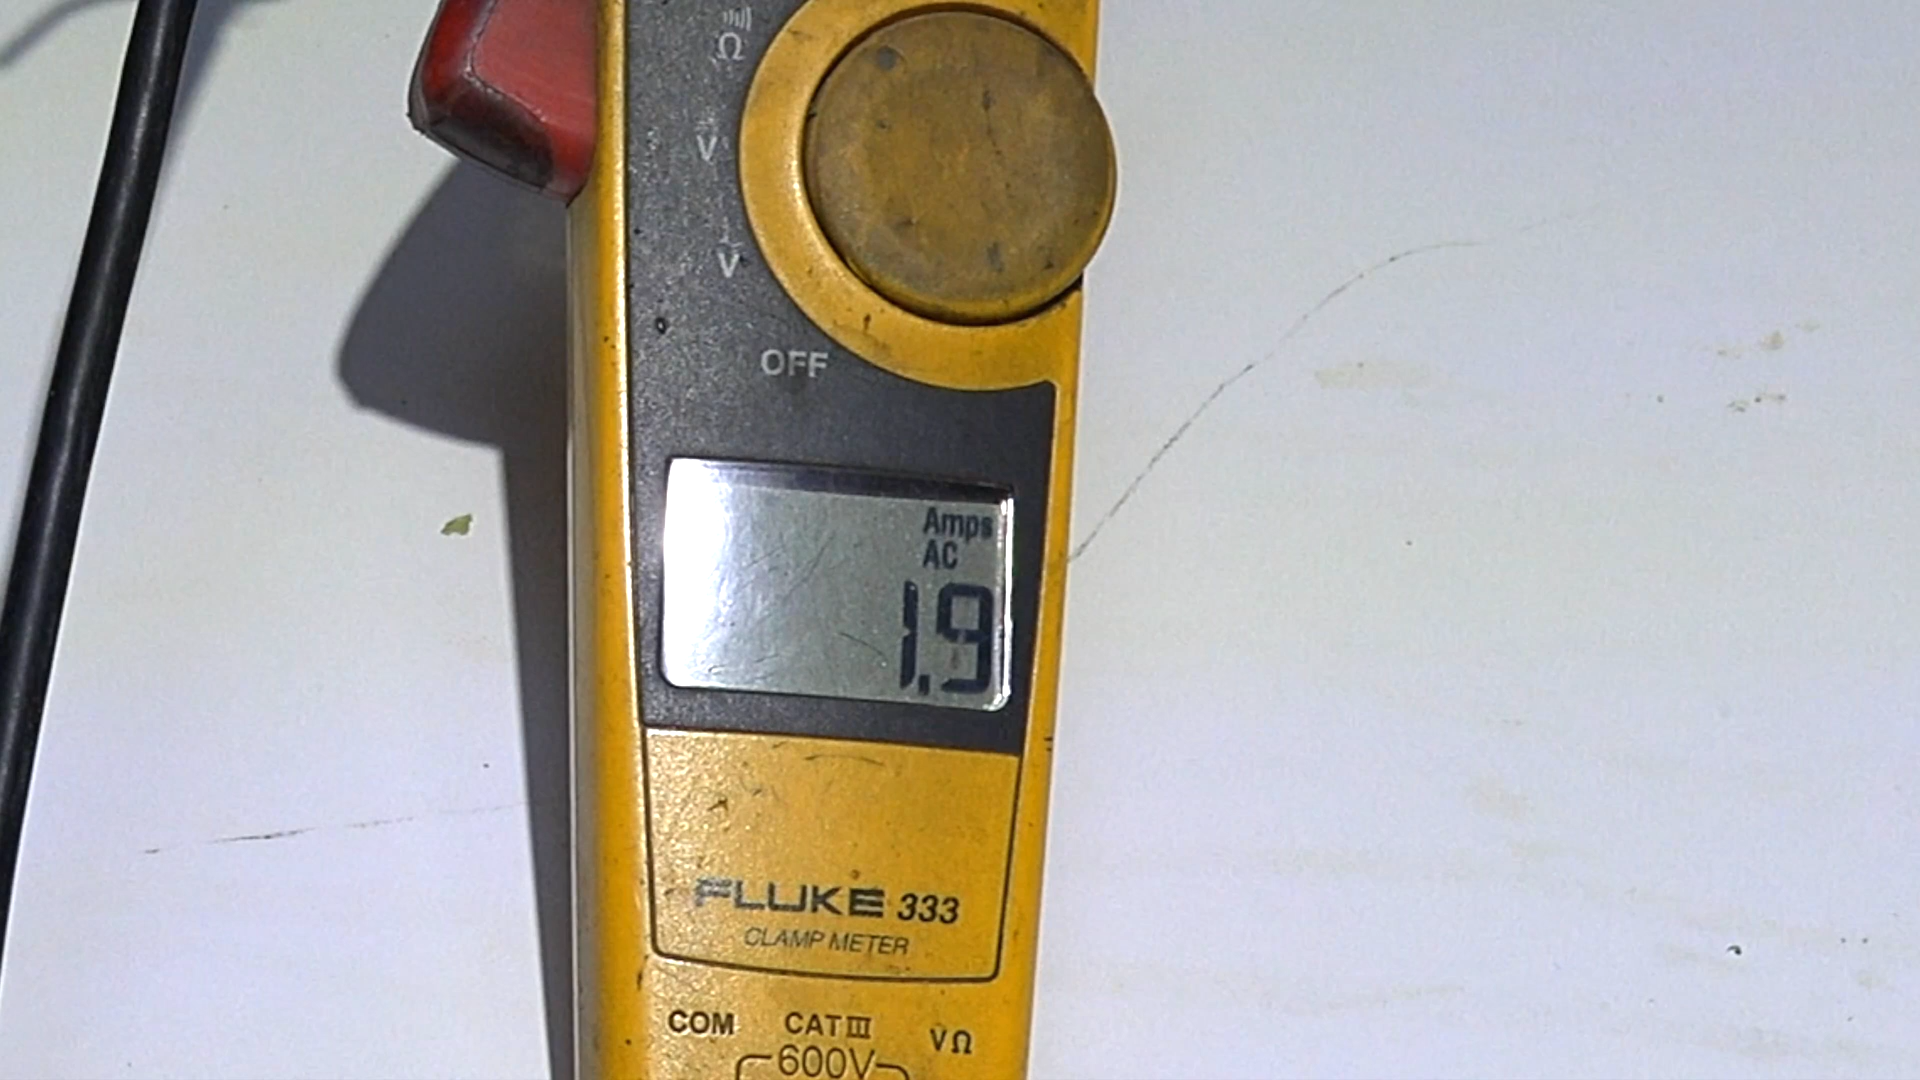 Ω
V
V
OFF
Amps
AC
1.9
FLUKE 333
CLAMP METER
COM CAT III VΩ
600V